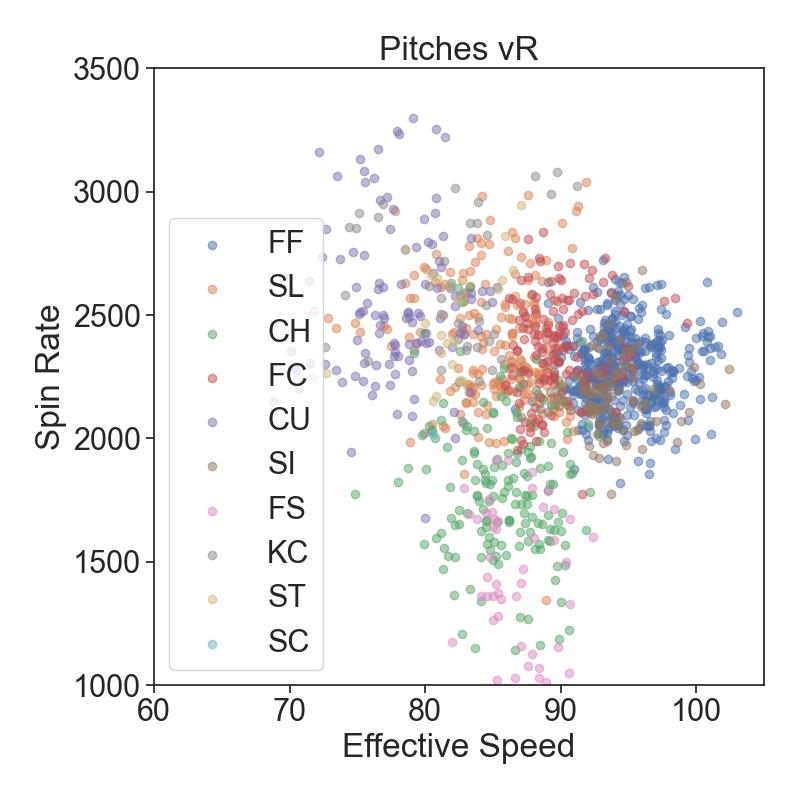 Pitches vR
3500
3000
2500
2000
1500
1000
Spin Rate
FF
SL
CH
FC
CU
SI
FS
KC
ST
SC
60 70 80 90 100
Effective Speed